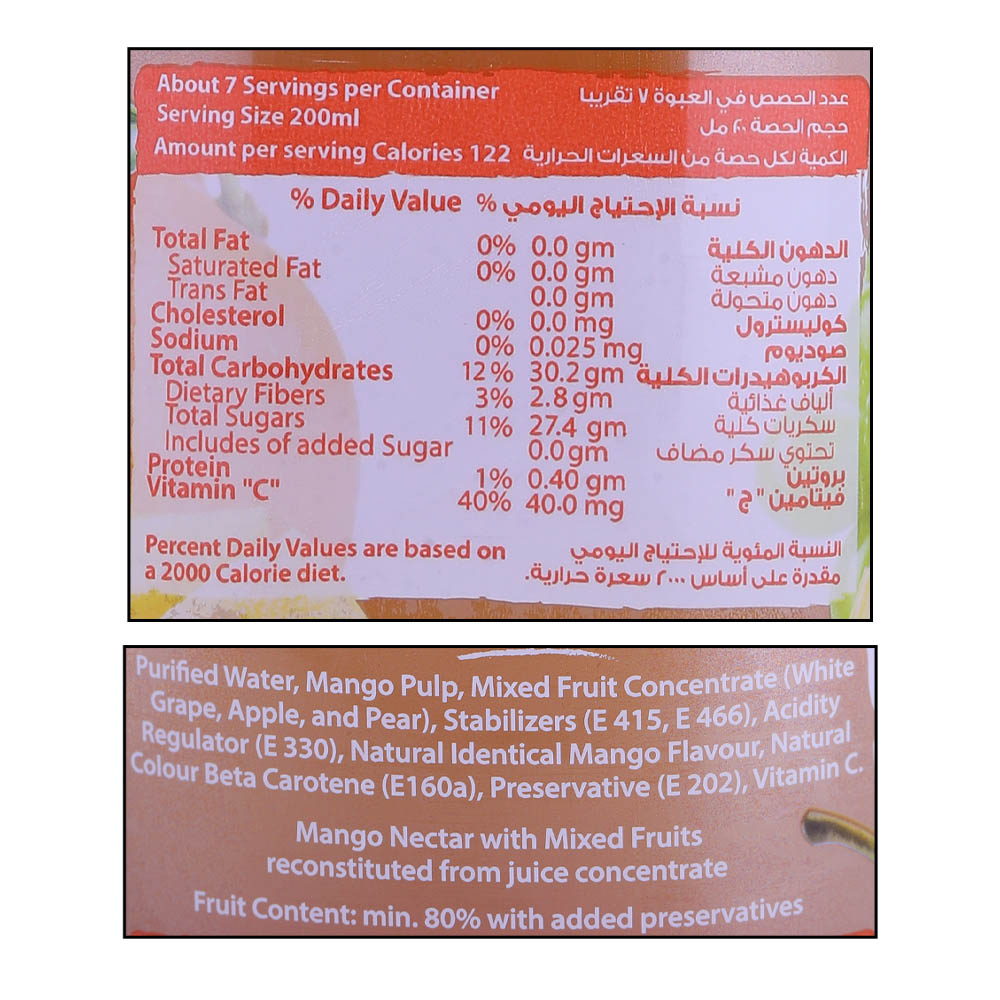 About 7 Servings per Container عدد الحصص في العبوة ٧ تقريبا
Serving Size 200ml حجم الحصة ٢٠٠ مل
Amount per serving Calories 122 الكمية لكل حصة من السعرات الحرارية
% Daily Value % نسبة الإحتياج اليومي
Total Fat 0% 0.0 gm الدهون الكلية
Saturated Fat 0% 0.0 gm دهون مشبعة
Trans Fat 0.0 gm دهون متحولة
Cholesterol 0% 0.0 mg كوليسترول
Sodium 0% 0.025 mg صوديوم
Total Carbohydrates 12% 30.2 gm الكربوهيدرات الكلية
Dietary Fibers 3% 2.8 gm ألياف غذائية
Total Sugars 11% 27.4 gm سكريات كلية
Includes of added Sugar 0.0 gm تحتوي سكر مضاف
Protein 1% 0.40 gm بروتين
Vitamin "C" 40% 40.0 mg فيتامين "ج"
Percent Daily Values are based on النسبة المئوية للإحتياج اليومي
a 2000 Calorie diet. مقدرة على أساس ٢٠٠٠ سعرة حرارية.
Purified Water, Mango Pulp, Mixed Fruit Concentrate (White
Grape, Apple, and Pear), Stabilizers (E 415, E 466), Acidity
Regulator (E 330), Natural Identical Mango Flavour, Natural
Colour Beta Carotene (E160a), Preservative (E 202), Vitamin C.
Mango Nectar with Mixed Fruits
reconstituted from juice concentrate
Fruit Content: min. 80% with added preservatives